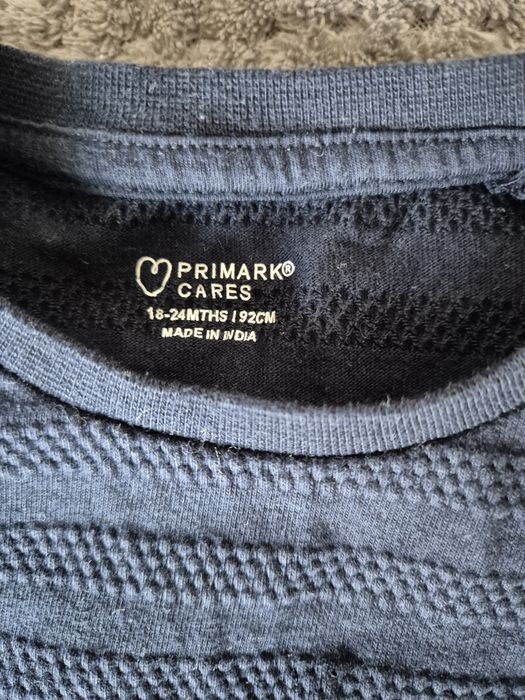 PRIMARK®
CARES
18-24MTHS / 92CM
MADE IN INDIA